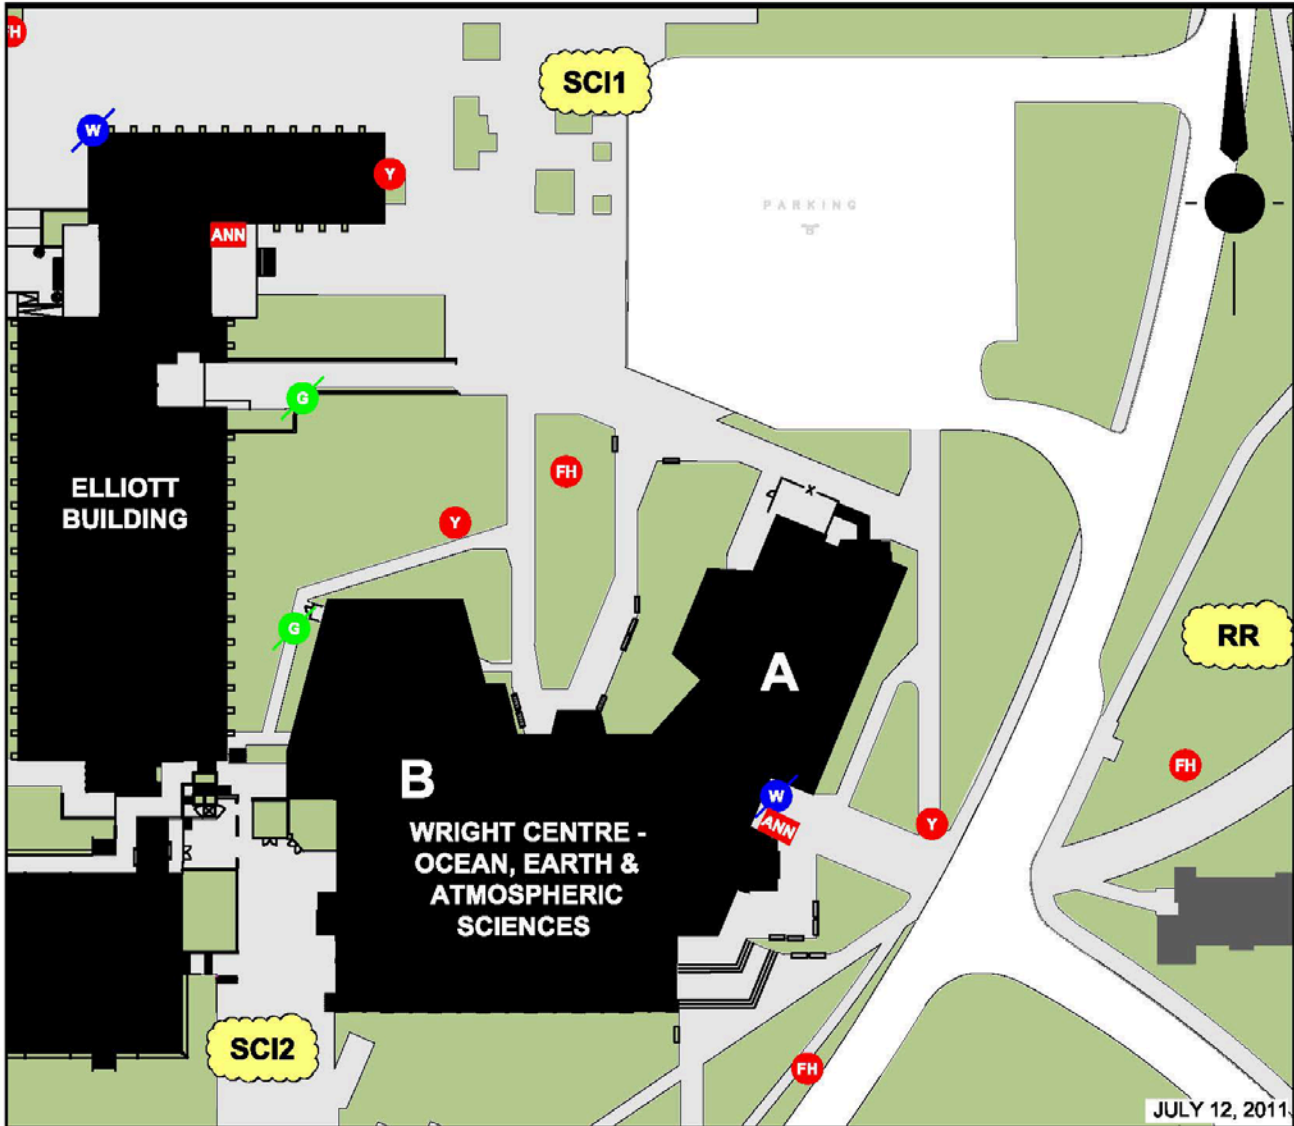 FH
SCI1
W
Y
PARKING
ANN
G
ELLIOTT
BUILDING
FH
Y
X
G
RR
A
FH
B
W
ANN
Y
WRIGHT CENTRE -
OCEAN, EARTH &
ATMOSPHERIC
SCIENCES
SCI2
FH
JULY 12, 2011